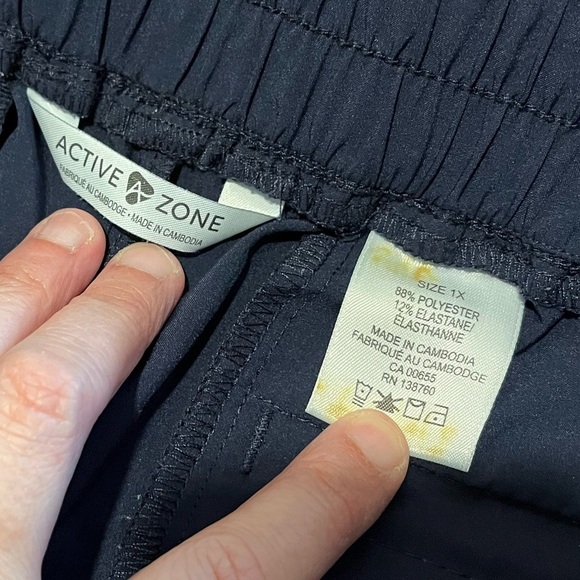 ACTIVE ZONE
FABRIQUÉ AU CAMBODGE • MADE IN CAMBODIA
SIZE 1X
88% POLYESTER
12% ELASTANE/
ÉLASTHANNE
MADE IN CAMBODIA
FABRIQUÉ AU CAMBODGE
CA 00655
RN 138760